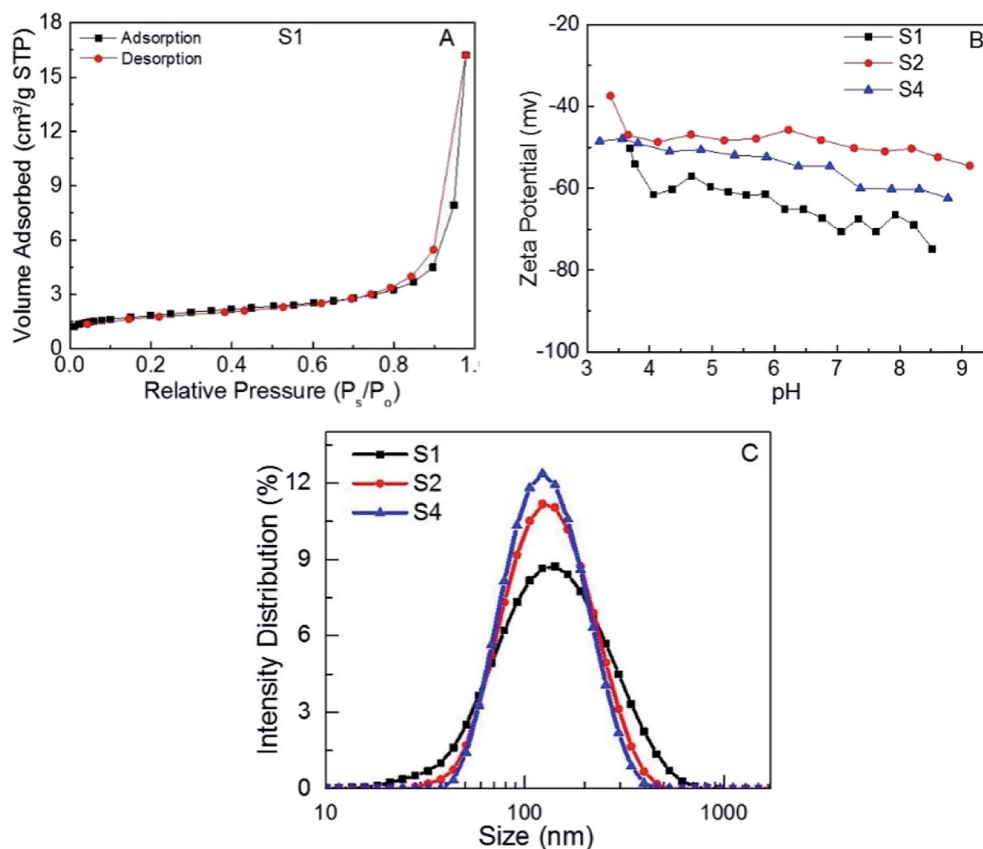 S1
A
Adsorption
Desorption
18
15
12
9
6
3
0
0.0
0.2
0.4
0.6
0.8
1.0
Volume Adsorbed (cm³/g STP)
Relative Pressure (Pₛ/Pₒ)
B
S1
S2
S4
-20
-40
-60
-80
-100
3
4
5
6
7
8
9
Zeta Potential (mv)
pH
C
S1
S2
S4
12
9
6
3
0
10
100
1000
Intensity Distribution (%)
Size (nm)